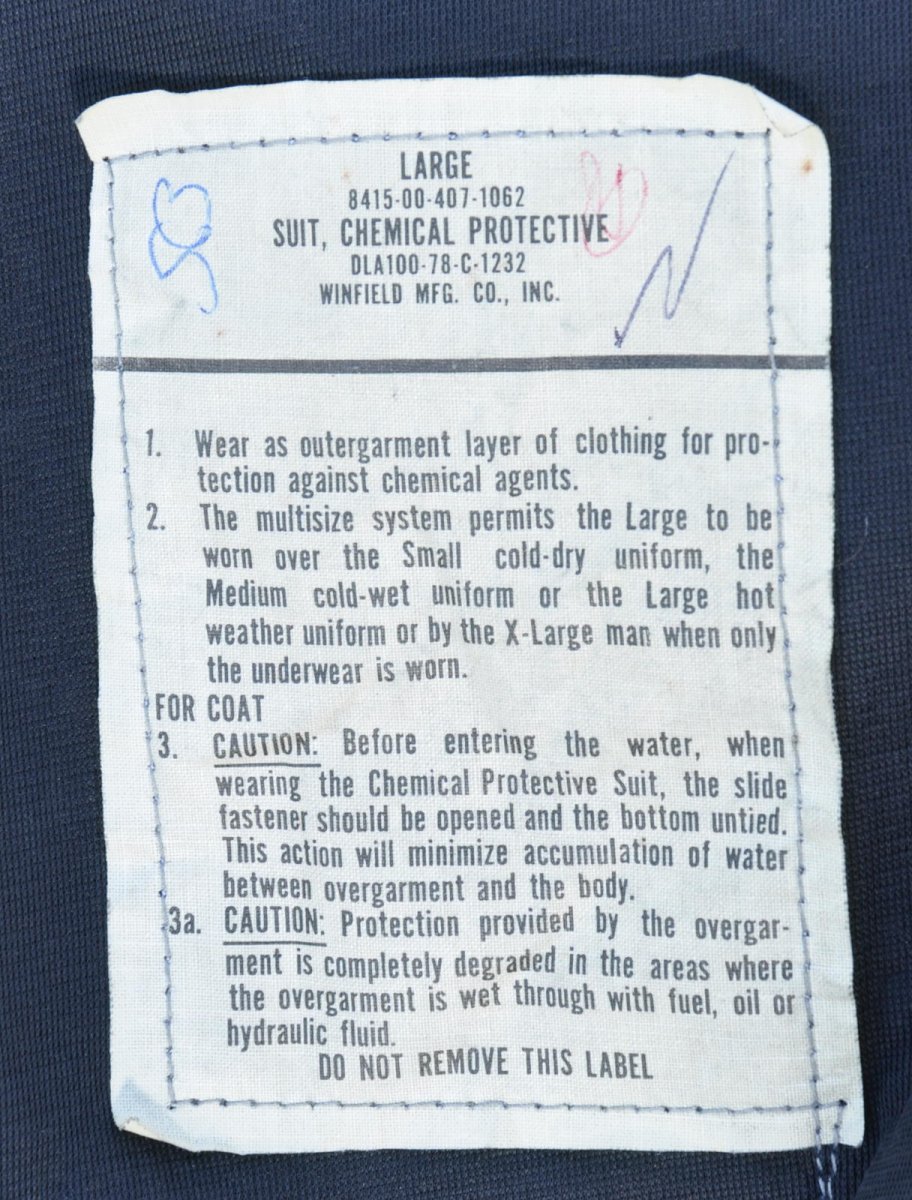 LARGE
8415-00-407-1062
SUIT, CHEMICAL PROTECTIVE
DLA100-78-C-1232
WINFIELD MFG. CO., INC.
1. Wear as outergarment layer of clothing for pro-
tection against chemical agents.
2. The multisize system permits the Large to be
worn over the Small cold-dry uniform, the
Medium cold-wet uniform or the Large hot
weather uniform or by the X-Large man when only
the underwear is worn.
FOR COAT
3. CAUTION: Before entering the water, when
wearing the Chemical Protective Suit, the slide
fastener should be opened and the bottom untied.
This action will minimize accumulation of water
between overgarment and the body.
3a. CAUTION: Protection provided by the overgar-
ment is completely degraded in the areas where
the overgarment is wet through with fuel, oil or
hydraulic fluid.
DO NOT REMOVE THIS LABEL